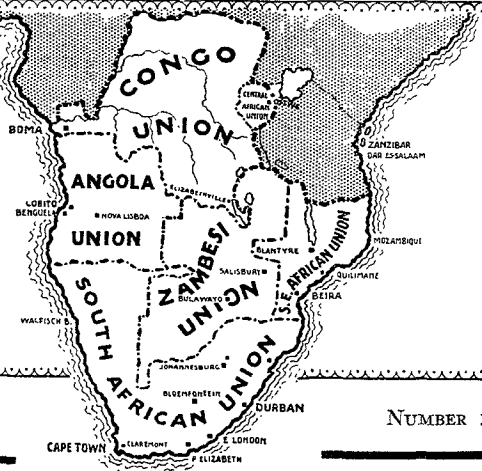 CONGO
UNION
CENTRAL
AFRICAN
UNION
BOMA
ZANZIBAR
DAR ES-SALAAM
ANGOLA
UNION
ELIZABETHVILLE
LOBITO
BENGUELA
NOVA LISBOA
ZAMBESI
UNION
BLANTYRE
SALISBURY
BULAWAYO
S.E. AFRICAN UNION
MOZAMBIQUE
QUILIMANE
BEIRA
WALFISCH B.
SOUTH AFRICAN UNION
JOHANNESBURG
BLOEMFONTEIN
DURBAN
E LONDON
P ELIZABETH
CAPE TOWN
CLAREMONT
NUMBER